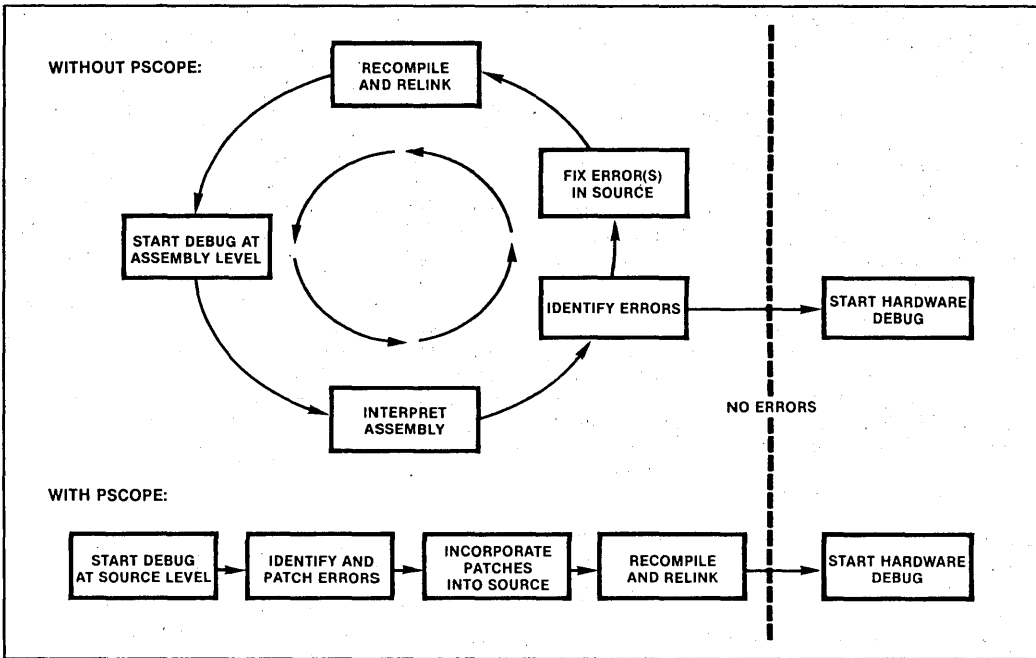 WITHOUT PSCOPE:
RECOMPILE
AND RELINK
FIX ERROR(S)
IN SOURCE
START DEBUG AT
ASSEMBLY LEVEL
IDENTIFY ERRORS
START HARDWARE
DEBUG
INTERPRET
ASSEMBLY
NO ERRORS
WITH PSCOPE:
START DEBUG
AT SOURCE LEVEL
IDENTIFY AND
PATCH ERRORS
INCORPORATE
PATCHES
INTO SOURCE
RECOMPILE
AND RELINK
START HARDWARE
DEBUG